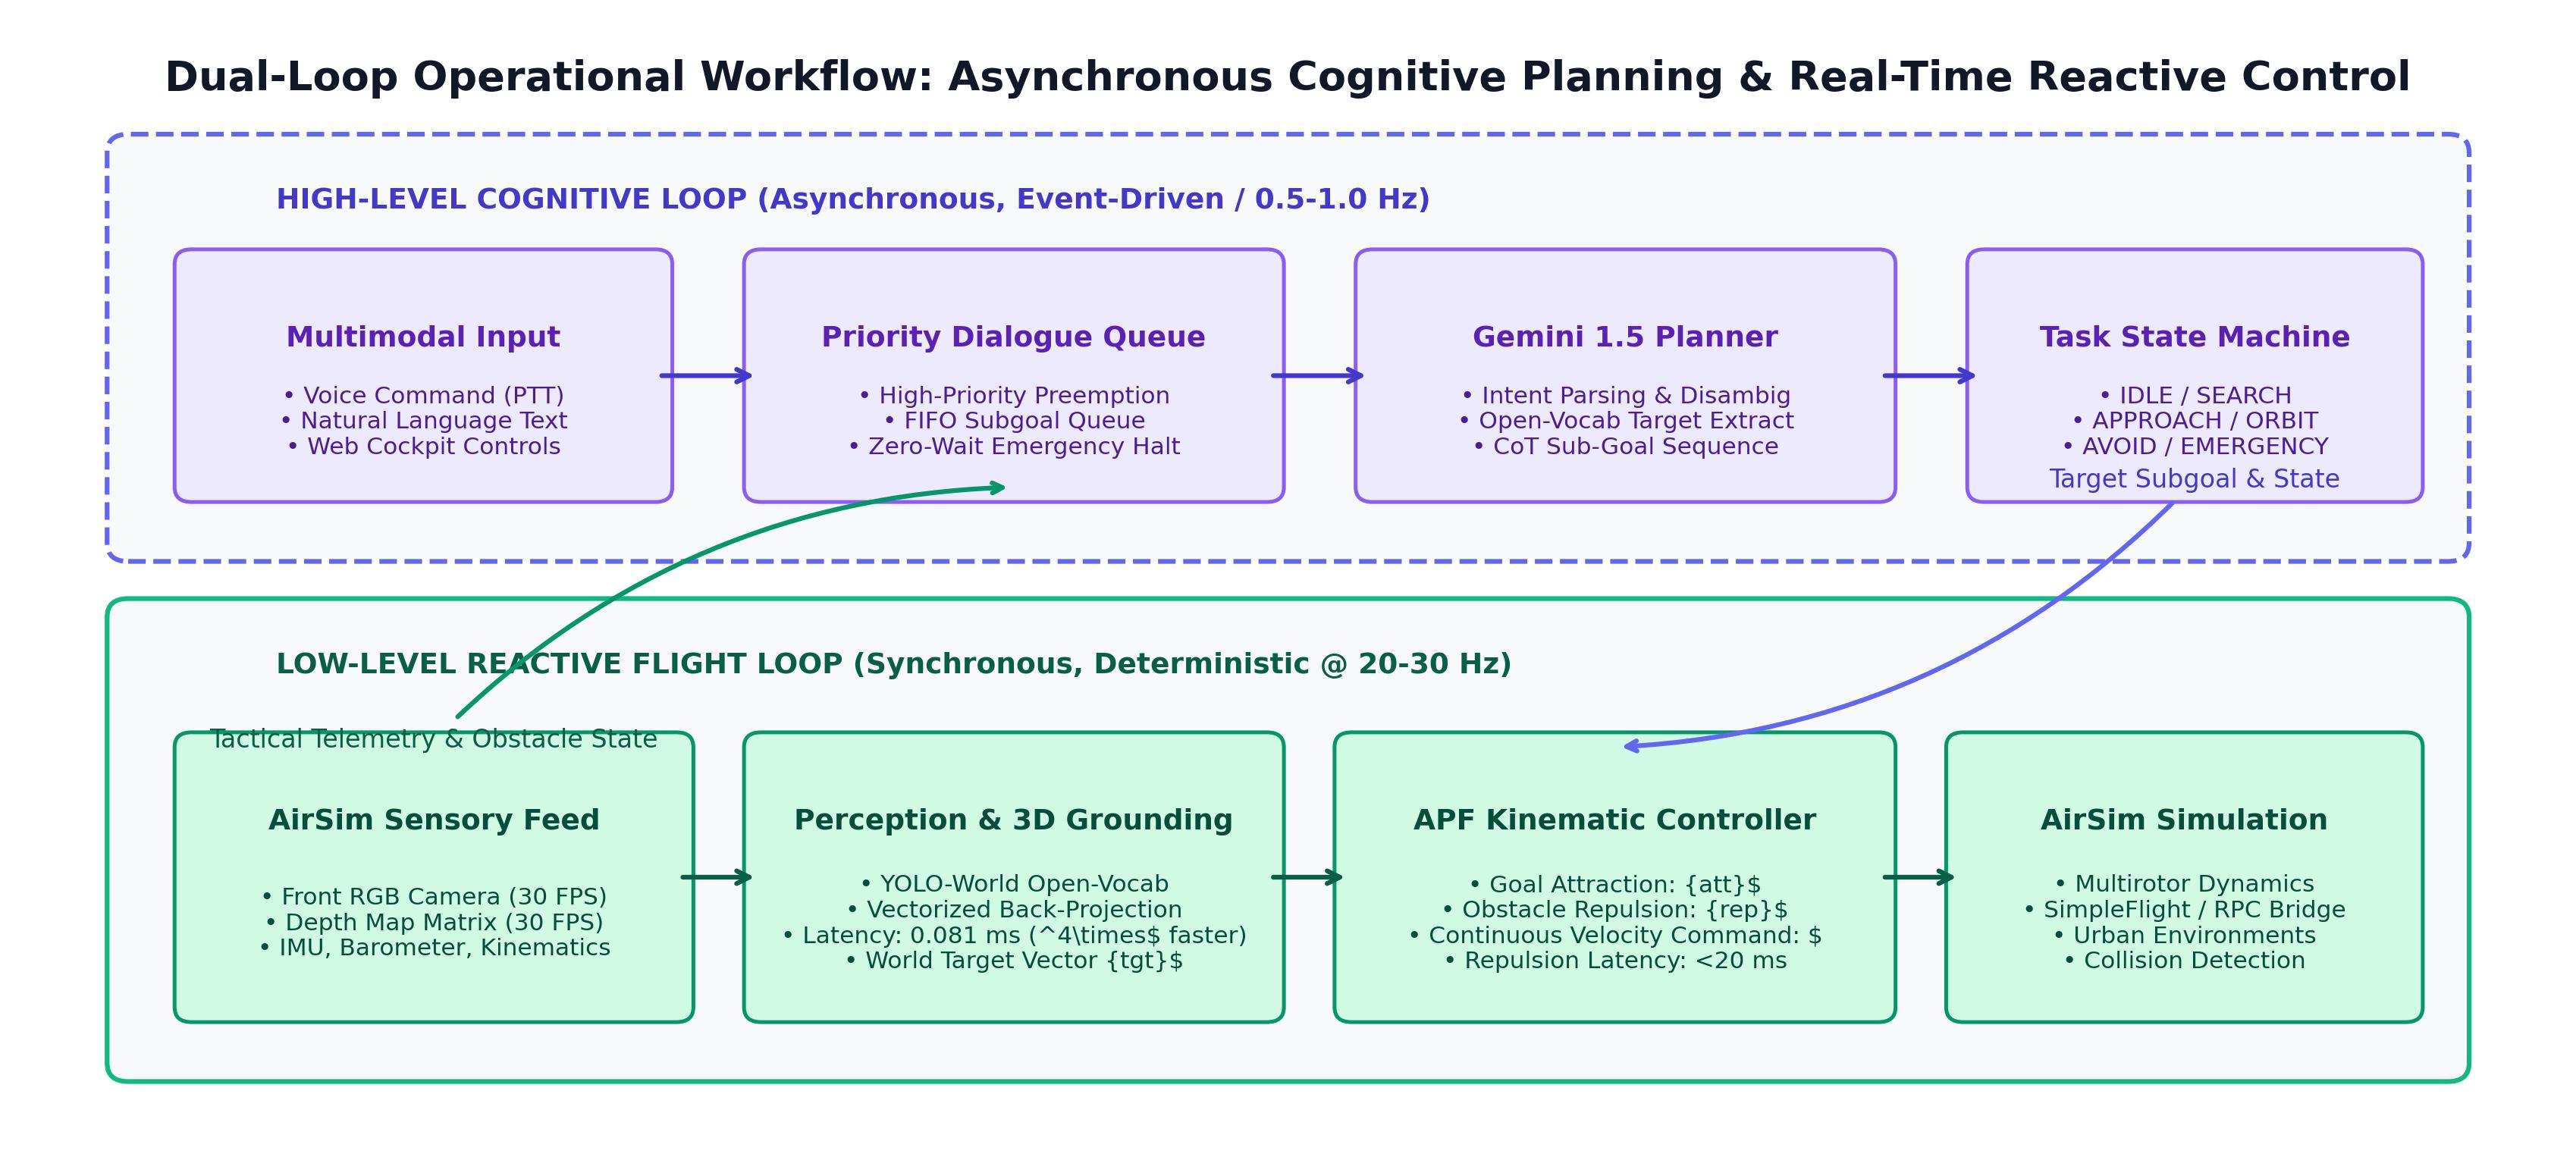 Dual-Loop Operational Workflow: Asynchronous Cognitive Planning & Real-Time Reactive Control
HIGH-LEVEL COGNITIVE LOOP (Asynchronous, Event-Driven / 0.5-1.0 Hz)
Multimodal Input
• Voice Command (PTT)
• Natural Language Text
• Web Cockpit Controls
Priority Dialogue Queue
• High-Priority Preemption
• FIFO Subgoal Queue
• Zero-Wait Emergency Halt
Gemini 1.5 Planner
• Intent Parsing & Disambig
• Open-Vocab Target Extract
• CoT Sub-Goal Sequence
Task State Machine
• IDLE / SEARCH
• APPROACH / ORBIT
• AVOID / EMERGENCY
Target Subgoal & State
LOW-LEVEL REACTIVE FLIGHT LOOP (Synchronous, Deterministic @ 20-30 Hz)
Tactical Telemetry & Obstacle State
AirSim Sensory Feed
• Front RGB Camera (30 FPS)
• Depth Map Matrix (30 FPS)
• IMU, Barometer, Kinematics
Perception & 3D Grounding
• YOLO-World Open-Vocab
• Vectorized Back-Projection
• Latency: 0.081 ms (^4\times$ faster)
• World Target Vector {tgt}$
APF Kinematic Controller
• Goal Attraction: {att}$
• Obstacle Repulsion: {rep}$
• Continuous Velocity Command: $
• Repulsion Latency: <20 ms
AirSim Simulation
• Multirotor Dynamics
• SimpleFlight / RPC Bridge
• Urban Environments
• Collision Detection